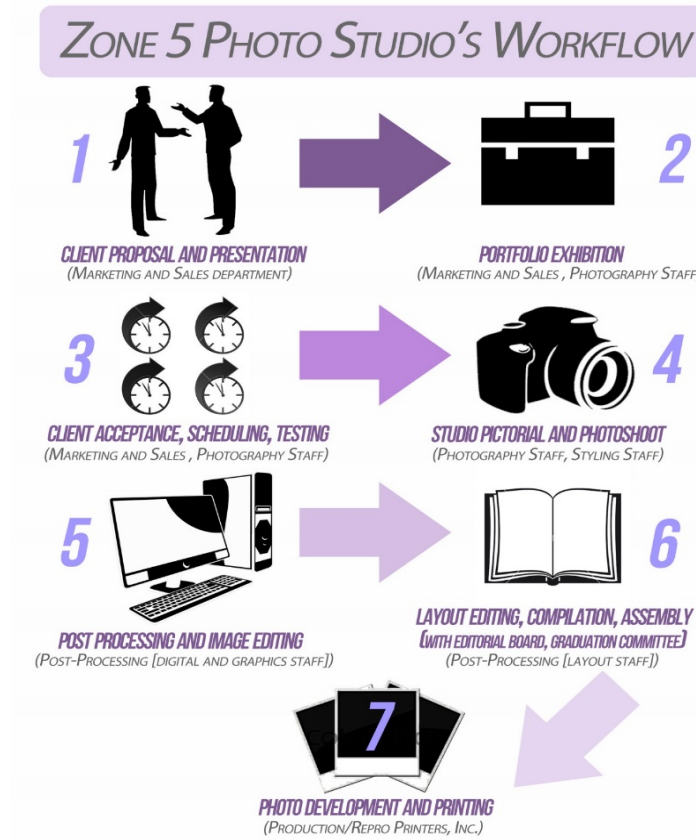 ZONE 5 PHOTO STUDIO'S WORKFLOW
1
2
CLIENT PROPOSAL AND PRESENTATION
(MARKETING AND SALES DEPARTMENT)
PORTFOLIO EXHIBITION
(MARKETING AND SALES , PHOTOGRAPHY STAFF
3
4
CLIENT ACCEPTANCE, SCHEDULING, TESTING
(MARKETING AND SALES , PHOTOGRAPHY STAFF)
STUDIO PICTORIAL AND PHOTOSHOOT
(PHOTOGRAPHY STAFF, STYLING STAFF)
5
6
POST PROCESSING AND IMAGE EDITING
(POST-PROCESSING [DIGITAL AND GRAPHICS STAFF])
LAYOUT EDITING, COMPILATION, ASSEMBLY
(WITH EDITORIAL BOARD, GRADUATION COMMITTEE)
(POST-PROCESSING [LAYOUT STAFF])
7
PHOTO DEVELOPMENT AND PRINTING
(PRODUCTION/REPRO PRINTERS, INC.)